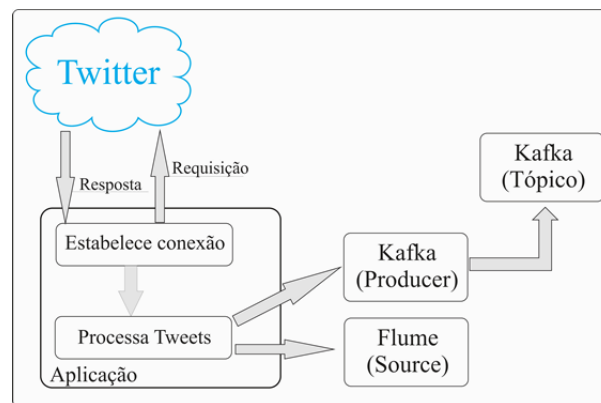 Twitter
Resposta
Requisição
Estabelece conexão
Processa Tweets
Aplicação
Kafka
(Producer)
Flume
(Source)
Kafka
(Tópico)